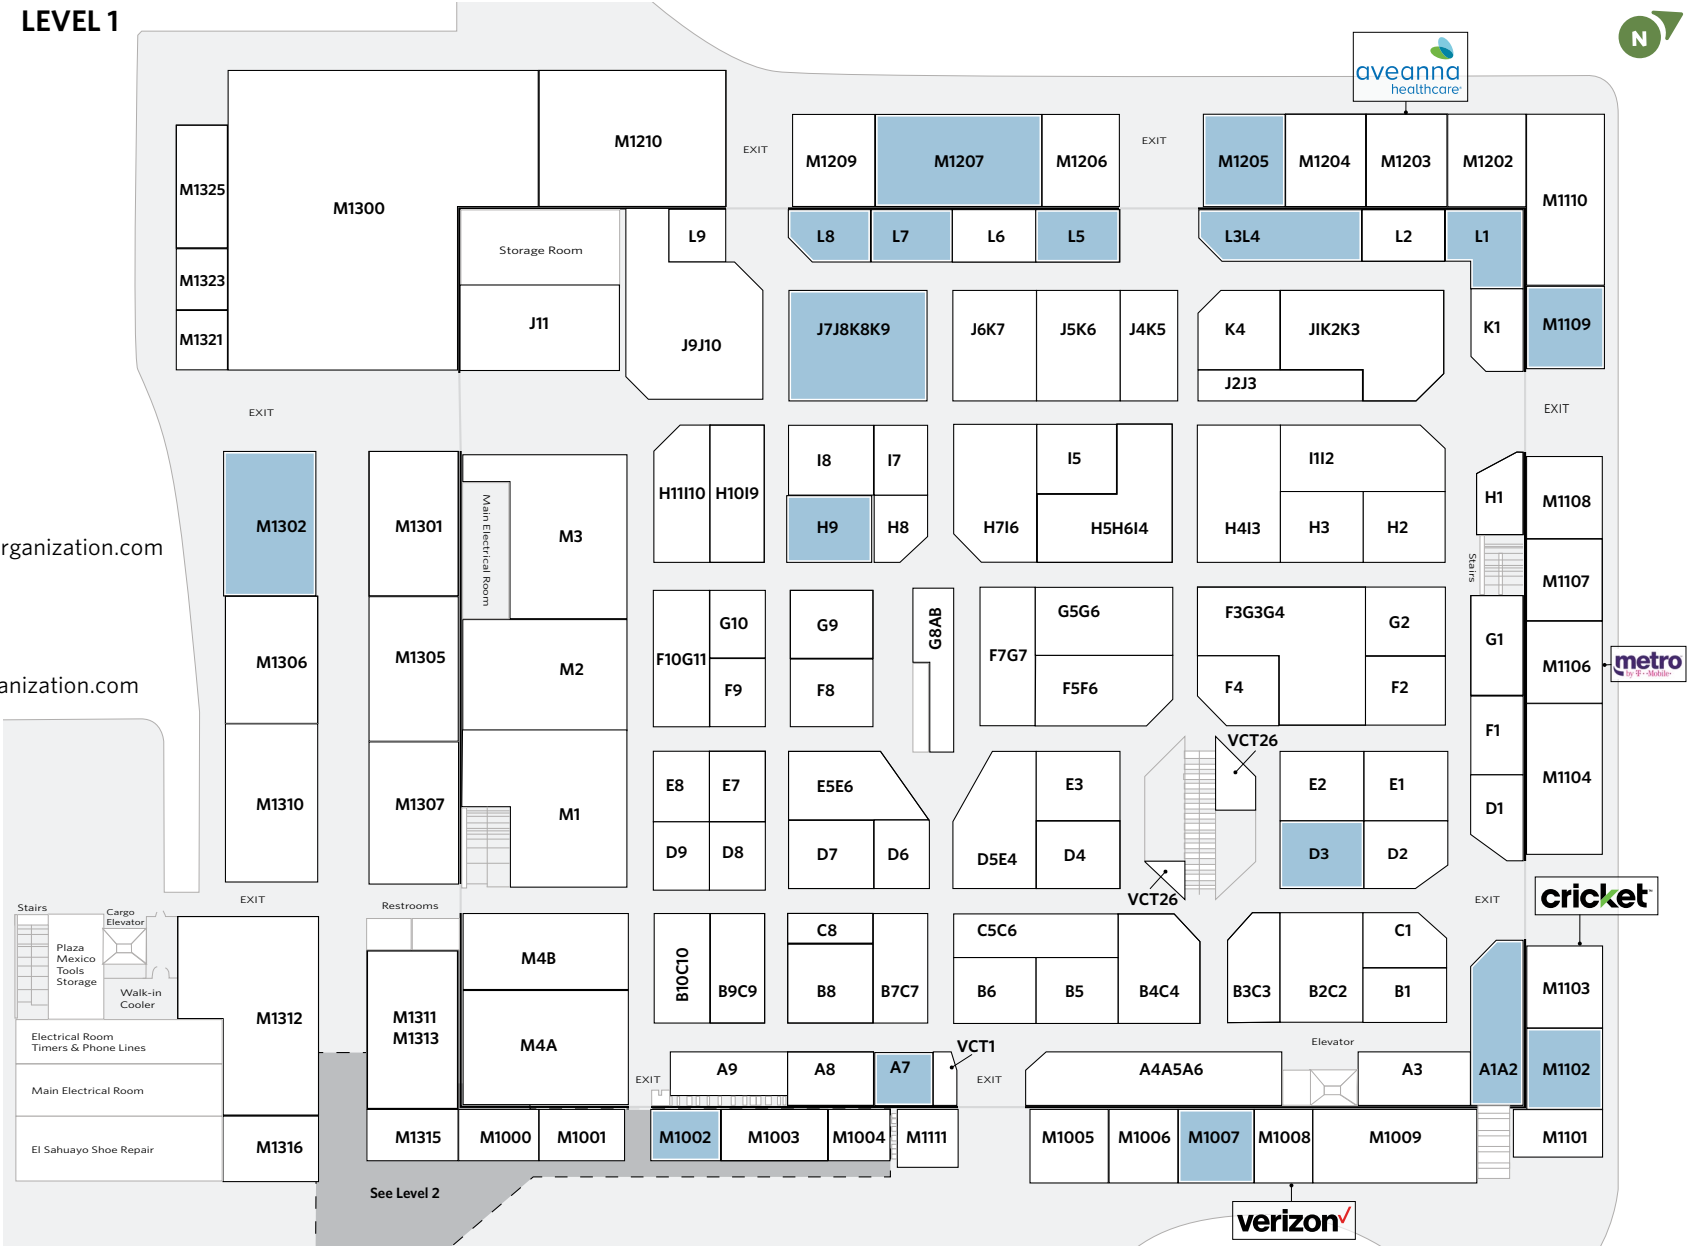 LEVEL 1
N
aveanna
healthcare
M1325
M1300
M1210
EXIT
M1209
M1207
M1206
EXIT
M1205
M1204
M1203
M1202
M1110
M1323
M1321
Storage Room
J11
L9
J9J10
L8
L7
L6
L5
L3L4
L2
L1
J7J8K8K9
J6K7
J5K6
J4K5
K4
JIK2K3
J2J3
K1
M1109
EXIT
EXIT
M1302
M1301
Main Electrical Room
M3
H11I10
H10I9
I8
I7
H9
H8
H7I6
I5
H5H6I4
H4I3
I1I2
H3
H2
H1
M1108
rganization.com
Stairs
M1107
M1306
M1305
M2
F10G11
G10
F9
G9
F8
G8AB
F7G7
G5G6
F5F6
F3G3G4
F4
G2
F2
G1
M1106
metro
by T-Mobile
anization.com
M1310
M1307
M1
E8
E7
D9
D8
E5E6
D7
D6
D5E4
E3
D4
VCT26
VCT26
E2
E1
D3
D2
F1
D1
M1104
EXIT
EXIT
cricket
Stairs
Cargo
Elevator
Plaza
Mexico
Tools
Storage
Walk-in
Cooler
Electrical Room
Timers & Phone Lines
Main Electrical Room
El Sahuayo Shoe Repair
M1312
M1316
Restrooms
M1311
M1313
M4B
M4A
B10C10
B9C9
C8
B8
B7C7
C5C6
B6
B5
B4C4
B3C3
B2C2
C1
B1
M1103
EXIT
A9
A8
A7
VCT1
EXIT
A4A5A6
Elevator
A3
A1A2
M1102
M1315
M1000
M1001
M1002
M1003
M1004
M1111
M1005
M1006
M1007
M1008
M1009
M1101
See Level 2
verizon